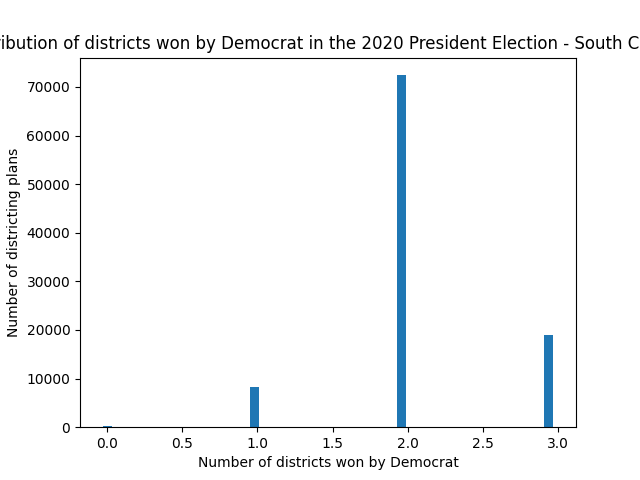 ribution of districts won by Democrat in the 2020 President Election - South C
70000
60000
50000
40000
30000
20000
10000
0
Number of districting plans
0.0 0.5 1.0 1.5 2.0 2.5 3.0
Number of districts won by Democrat